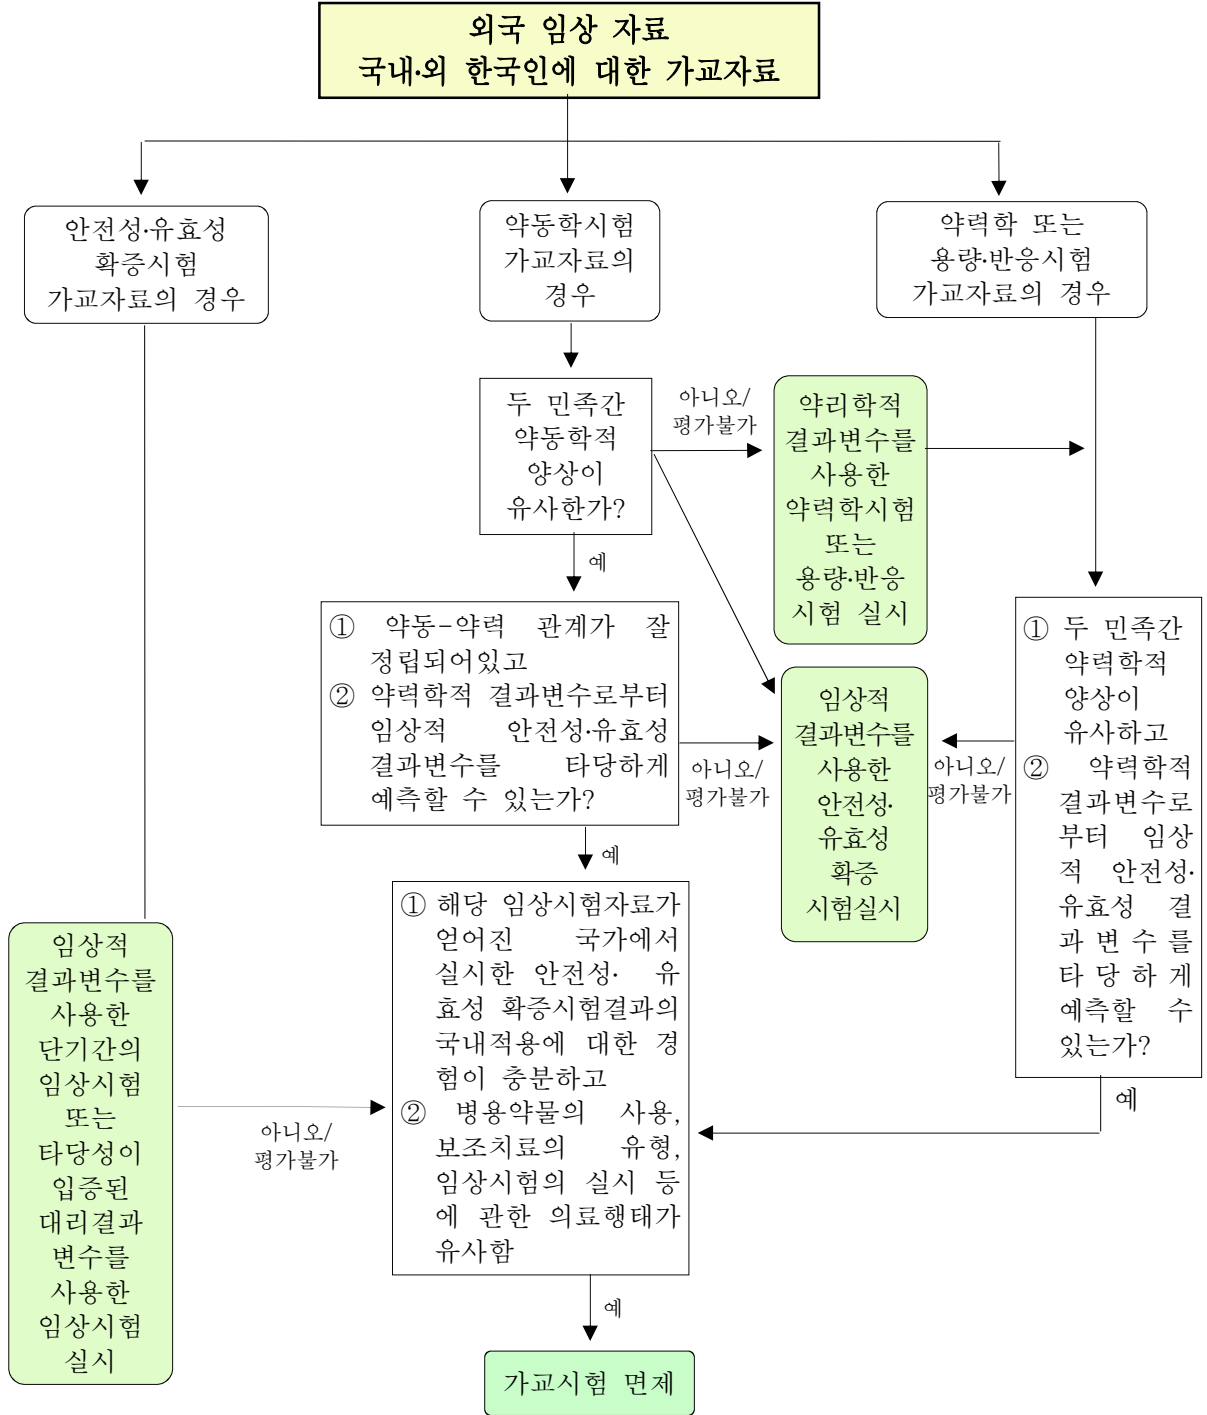 외국 임상 자료
국내·외 한국인에 대한 가교자료
안전성·유효성
확증시험
가교자료의 경우
약동학시험
가교자료의
경우
약력학 또는
용량·반응시험
가교자료의 경우
두 민족간
약동학적
양상이
유사한가?
아니오/
평가불가
약리학적
결과변수를
사용한
약력학시험
또는
용량·반응
시험 실시
예
① 약동-약력 관계가 잘
정립되어있고
② 약력학적 결과변수로부터
임상적 안전성·유효성
결과변수를 타당하게
예측할 수 있는가?
아니오/
평가불가
임상적
결과변수를
사용한
안전성·
유효성
확증
시험실시
아니오/
평가불가
① 두 민족간
약력학적
양상이
유사하고
② 약력학적
결과변수로
부터 임상
적 안전성·
유효성 결
과변수를
타당하게
예측할 수
있는가?
예
예
① 해당 임상시험자료가
얻어진 국가에서
실시한 안전성· 유
효성 확증시험결과의
국내적용에 대한 경
험이 충분하고
② 병용약물의 사용,
보조치료의 유형,
임상시험의 실시 등
에 관한 의료행태가
유사함
임상적
결과변수를
사용한
단기간의
임상시험
또는
타당성이
입증된
대리결과
변수를
사용한
임상시험
실시
아니오/
평가불가
예
가교시험 면제